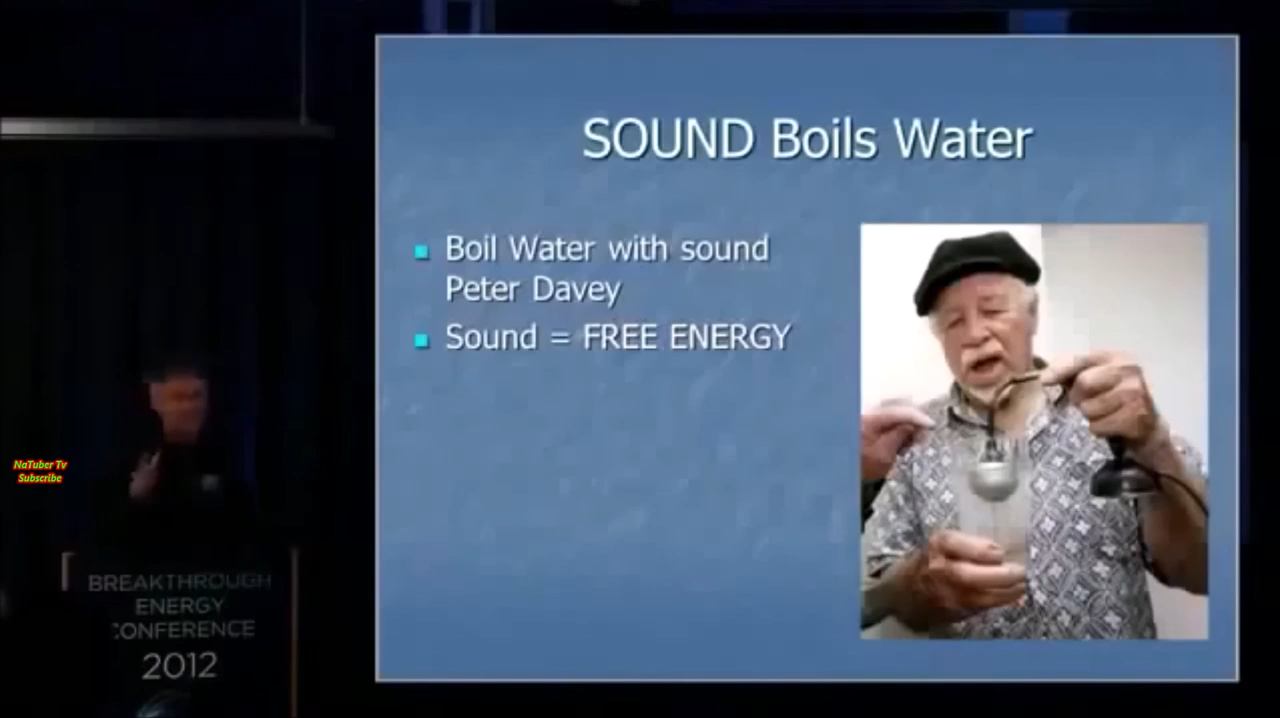 SOUND Boils Water
Boil Water with sound
Peter Davey
Sound = FREE ENERGY
NaTuber Tv
Subscribe
BREAKTHROUGH
ENERGY
CONFERENCE
2012